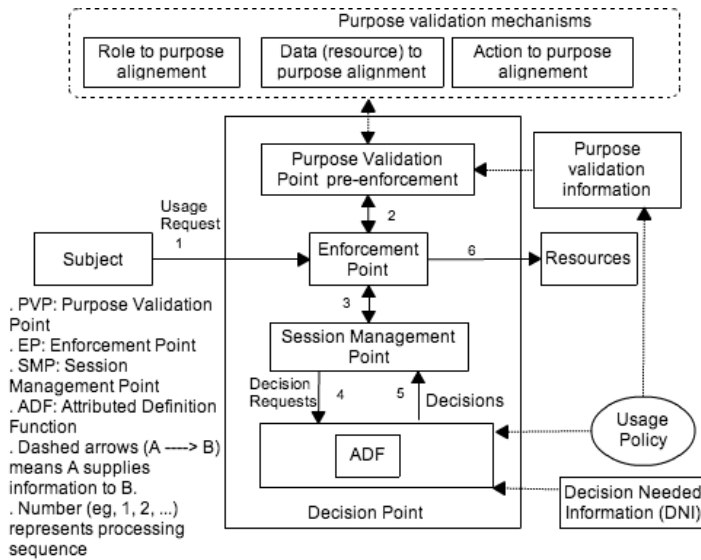 Purpose validation mechanisms
Role to purpose
alignement
Data (resource) to
purpose alignment
Action to purpose
alignement
Purpose Validation
Point pre-enforcement
Purpose
validation
information
Usage
Request
1
2
Subject
Enforcement
Point
6
Resources
3
Session Management
Point
Decision
Requests
4
5
Decisions
Usage
Policy
ADF
Decision Point
Decision Needed
Information (DNI)
. PVP: Purpose Validation
Point
. EP: Enforcement Point
. SMP: Session
Management Point
. ADF: Attributed Definition
Function
. Dashed arrows (A ----> B)
means A supplies
information to B.
. Number (eg, 1, 2, ...)
represents processing
sequence